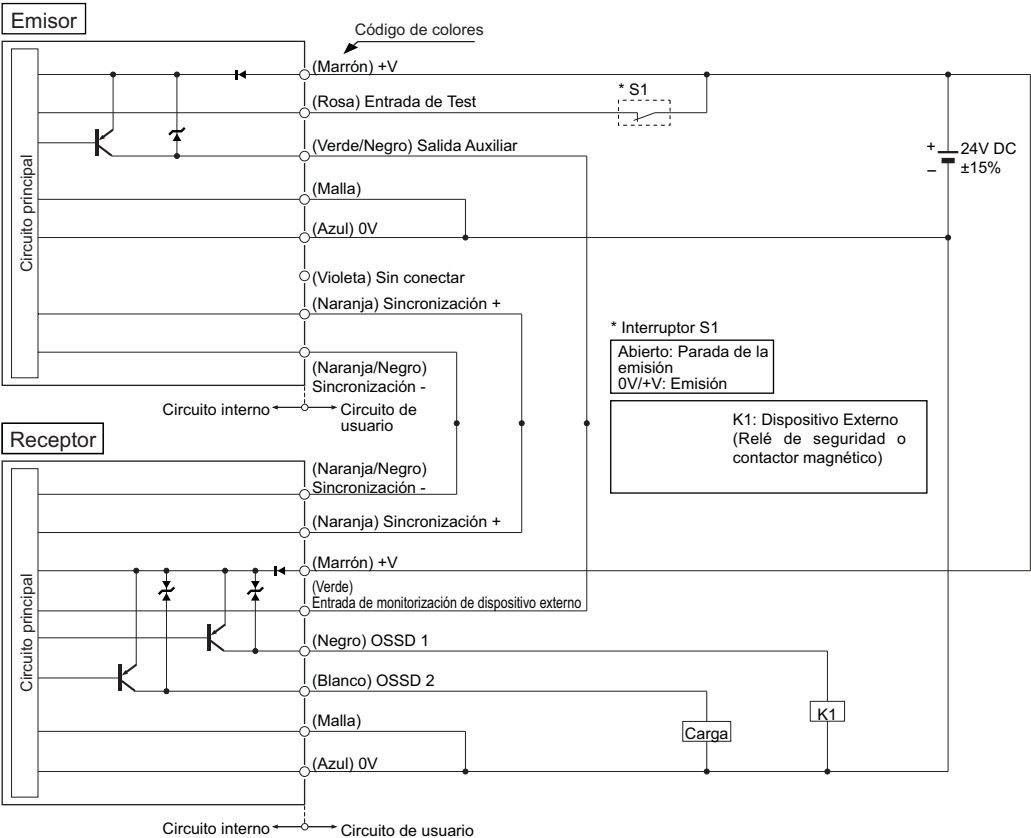 Emisor
Código de colores
(Marrón) +V
* S1
(Rosa) Entrada de Test
(Verde/Negro) Salida Auxiliar
+ 24V DC
− ±15%
(Malla)
(Azul) 0V
Circuito principal
(Violeta) Sin conectar
(Naranja) Sincronización +
* Interruptor S1
Abierto: Parada de la
emisión
0V/+V: Emisión
(Naranja/Negro)
Sincronización -
Circuito interno
Circuito de
usuario
K1: Dispositivo Externo
(Relé de seguridad o
contactor magnético)
Receptor
(Naranja/Negro)
Sincronización -
(Naranja) Sincronización +
(Marrón) +V
(Verde)
Entrada de monitorización de dispositivo externo
Circuito principal
(Negro) OSSD 1
(Blanco) OSSD 2
K1
(Malla)
Carga
(Azul) 0V
Circuito interno
Circuito de usuario